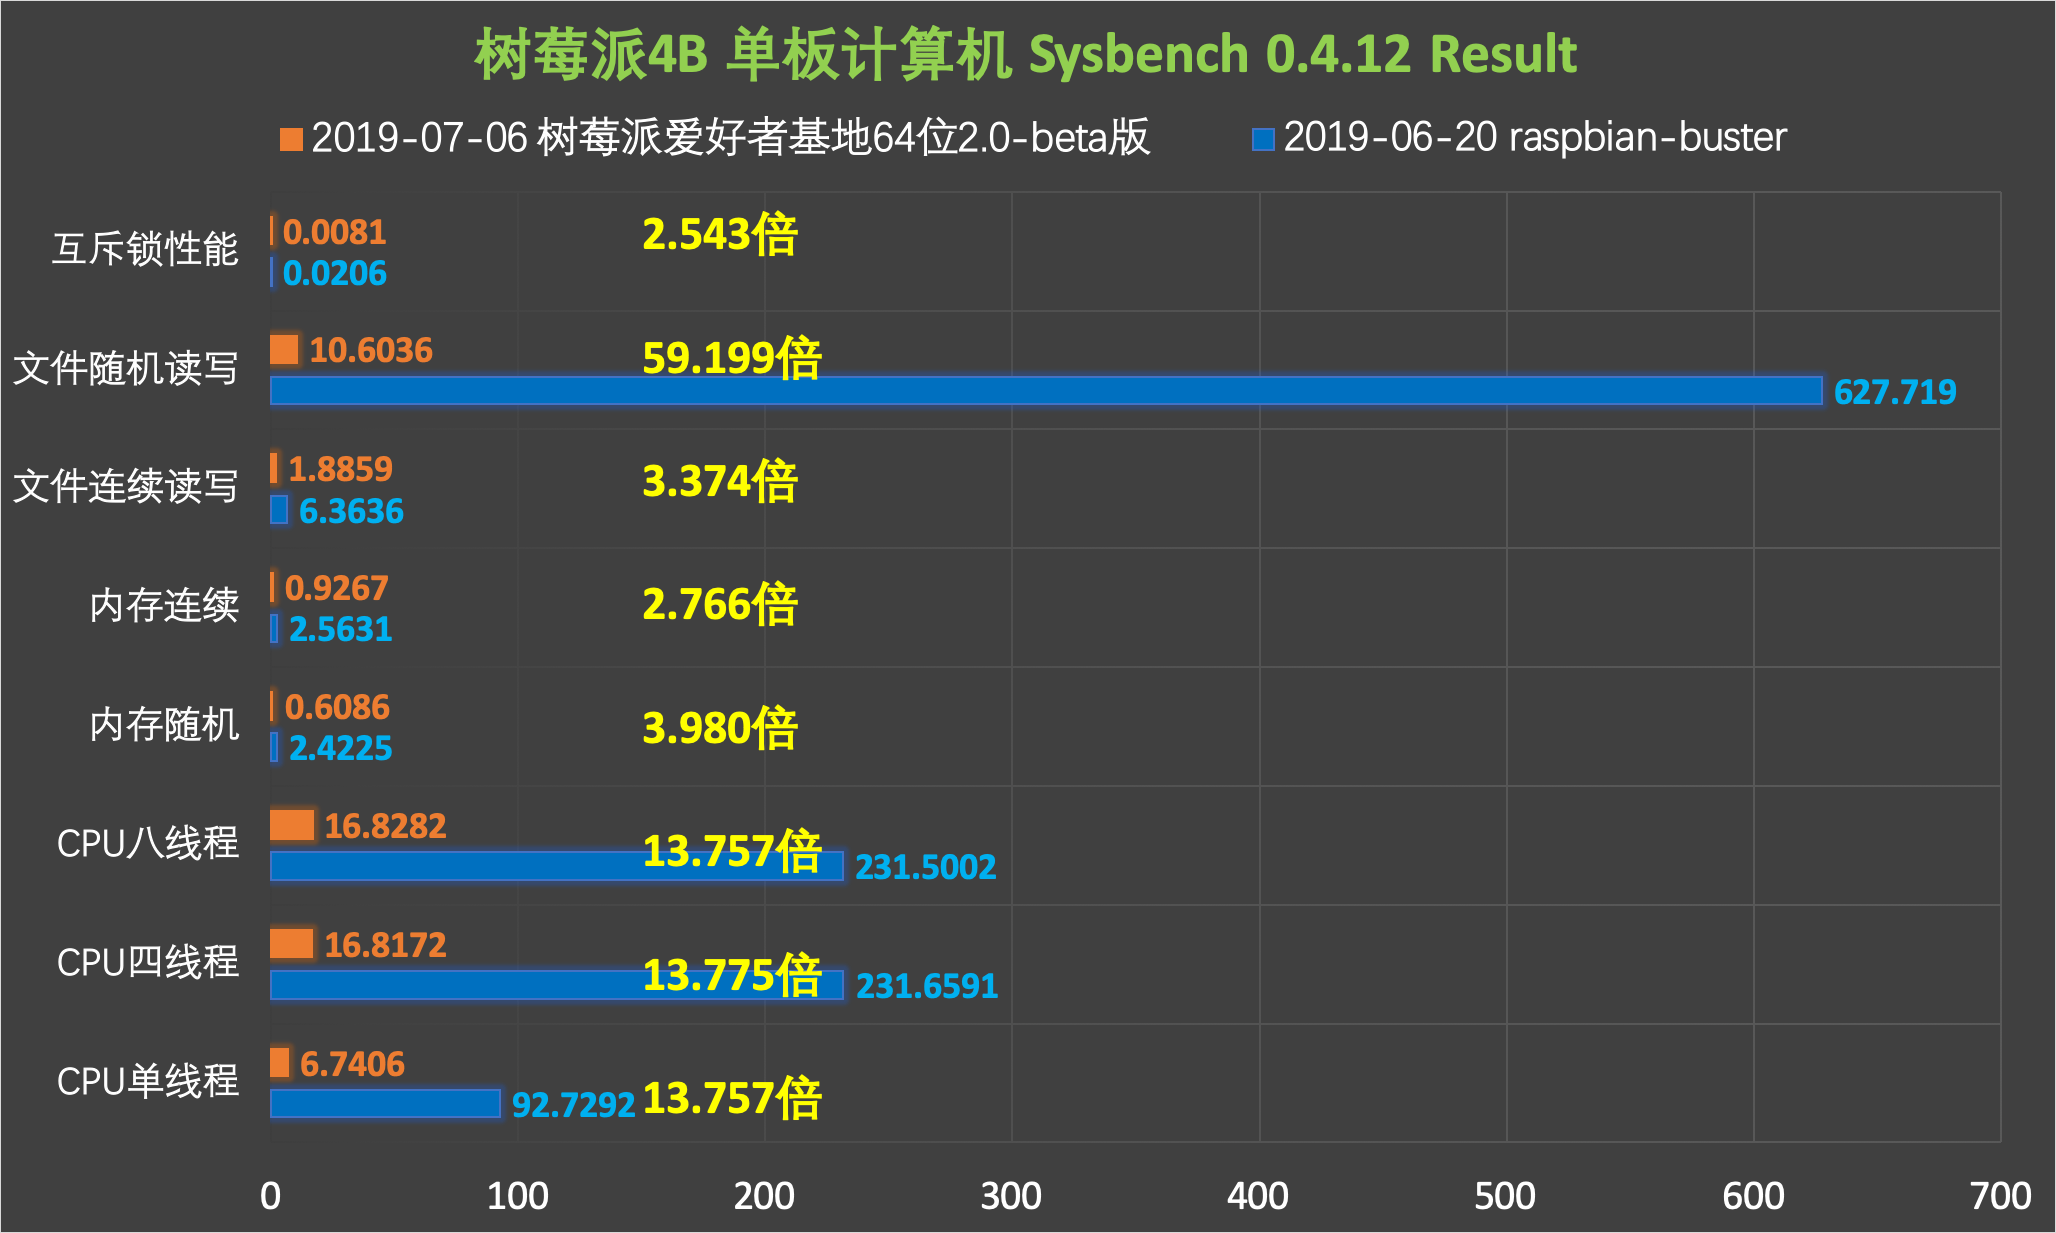 树莓派4B 单板计算机 Sysbench 0.4.12 Result
2019-07-06 树莓派爱好者基地64位2.0-beta版
2019-06-20 raspbian-buster
互斥锁性能
0.0081
0.0206
2.543倍
文件随机读写
10.6036
627.719
59.199倍
文件连续读写
1.8859
6.3636
3.374倍
内存连续
0.9267
2.5631
2.766倍
内存随机
0.6086
2.4225
3.980倍
CPU八线程
16.8282
231.5002
13.757倍
CPU四线程
16.8172
231.6591
13.775倍
CPU单线程
6.7406
92.7292
13.757倍
0 100 200 300 400 500 600 700